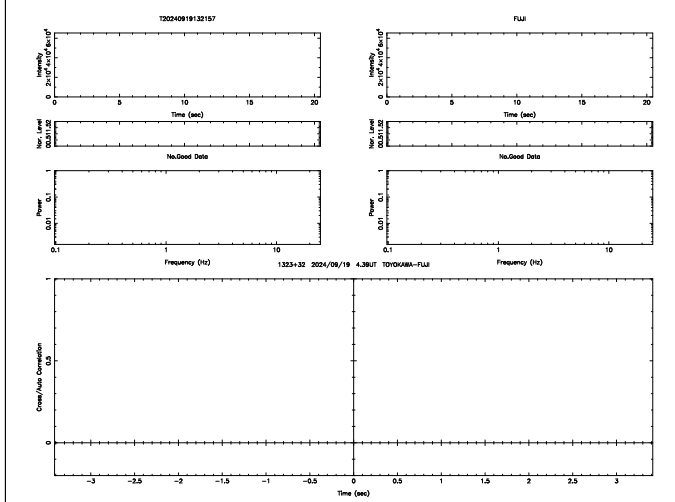 T20240919132157
FUJI
Intensity
0 2×10⁴ 4×10⁴ 6×10⁴
0 5 10 15 20
Time (sec)
Intensity
0 2×10⁴ 4×10⁴ 6×10⁴
0 5 10 15 20
Time (sec)
Nor. Level
00.511.52
Nor. Level
00.511.52
No.Good Data
No.Good Data
Power
0.01 0.1 1
0.1 1 10
Frequency (Hz)
Power
0.01 0.1 1
0.1 1 10
Frequency (Hz)
1323+32 2024/09/19 4.39UT TOYOKAWA-FUJI
Cross/Auto Correlation
0 0.5 1
-3 -2.5 -2 -1.5 -1 -0.5 0 0.5 1 1.5 2 2.5 3
Time (sec)